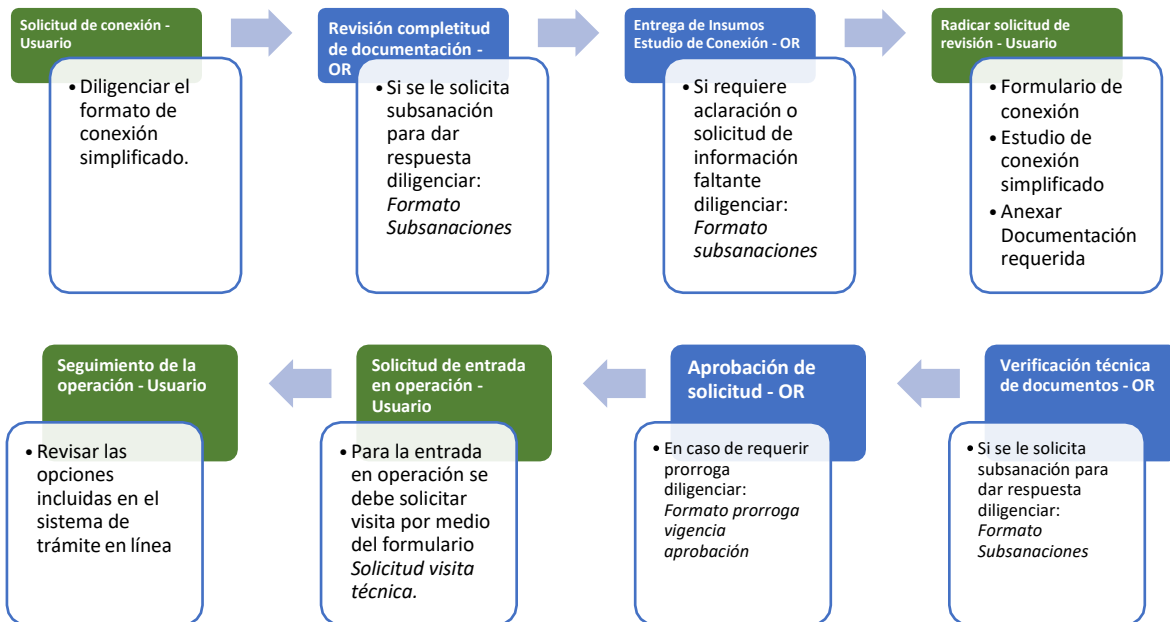 Solicitud de conexión -
Usuario
• Diligenciar el
formato de
conexión
simplificado.
Revisión completitud
de documentación -
OR
• Si se le solicita
subsanación
para dar
respuesta
diligenciar:
Formato
Subsanaciones
Entrega de Insumos
Estudio de Conexión - OR
• Si requiere
aclaración o
solicitud de
información
faltante
diligenciar:
Formato
subsanaciones
Radicar solicitud de
revisión - Usuario
• Formulario de
conexión
• Estudio de
conexión
simplificado
• Anexar
Documentación
requerida
Verificación técnica
de documentos - OR
• Si se le solicita
subsanación para
dar respuesta
diligenciar:
Formato
Subsanaciones
Aprobación de
solicitud - OR
• En caso de requerir
prorroga
diligenciar:
Formato prorroga
vigencia
aprobación
Solicitud de entrada
en operación -
Usuario
• Para la entrada
en operación se
debe solicitar
visita por medio
del formulario
Solicitud visita
técnica.
Seguimiento de la
operación - Usuario
• Revisar las
opciones
incluidas en el
sistema de
trámite en línea